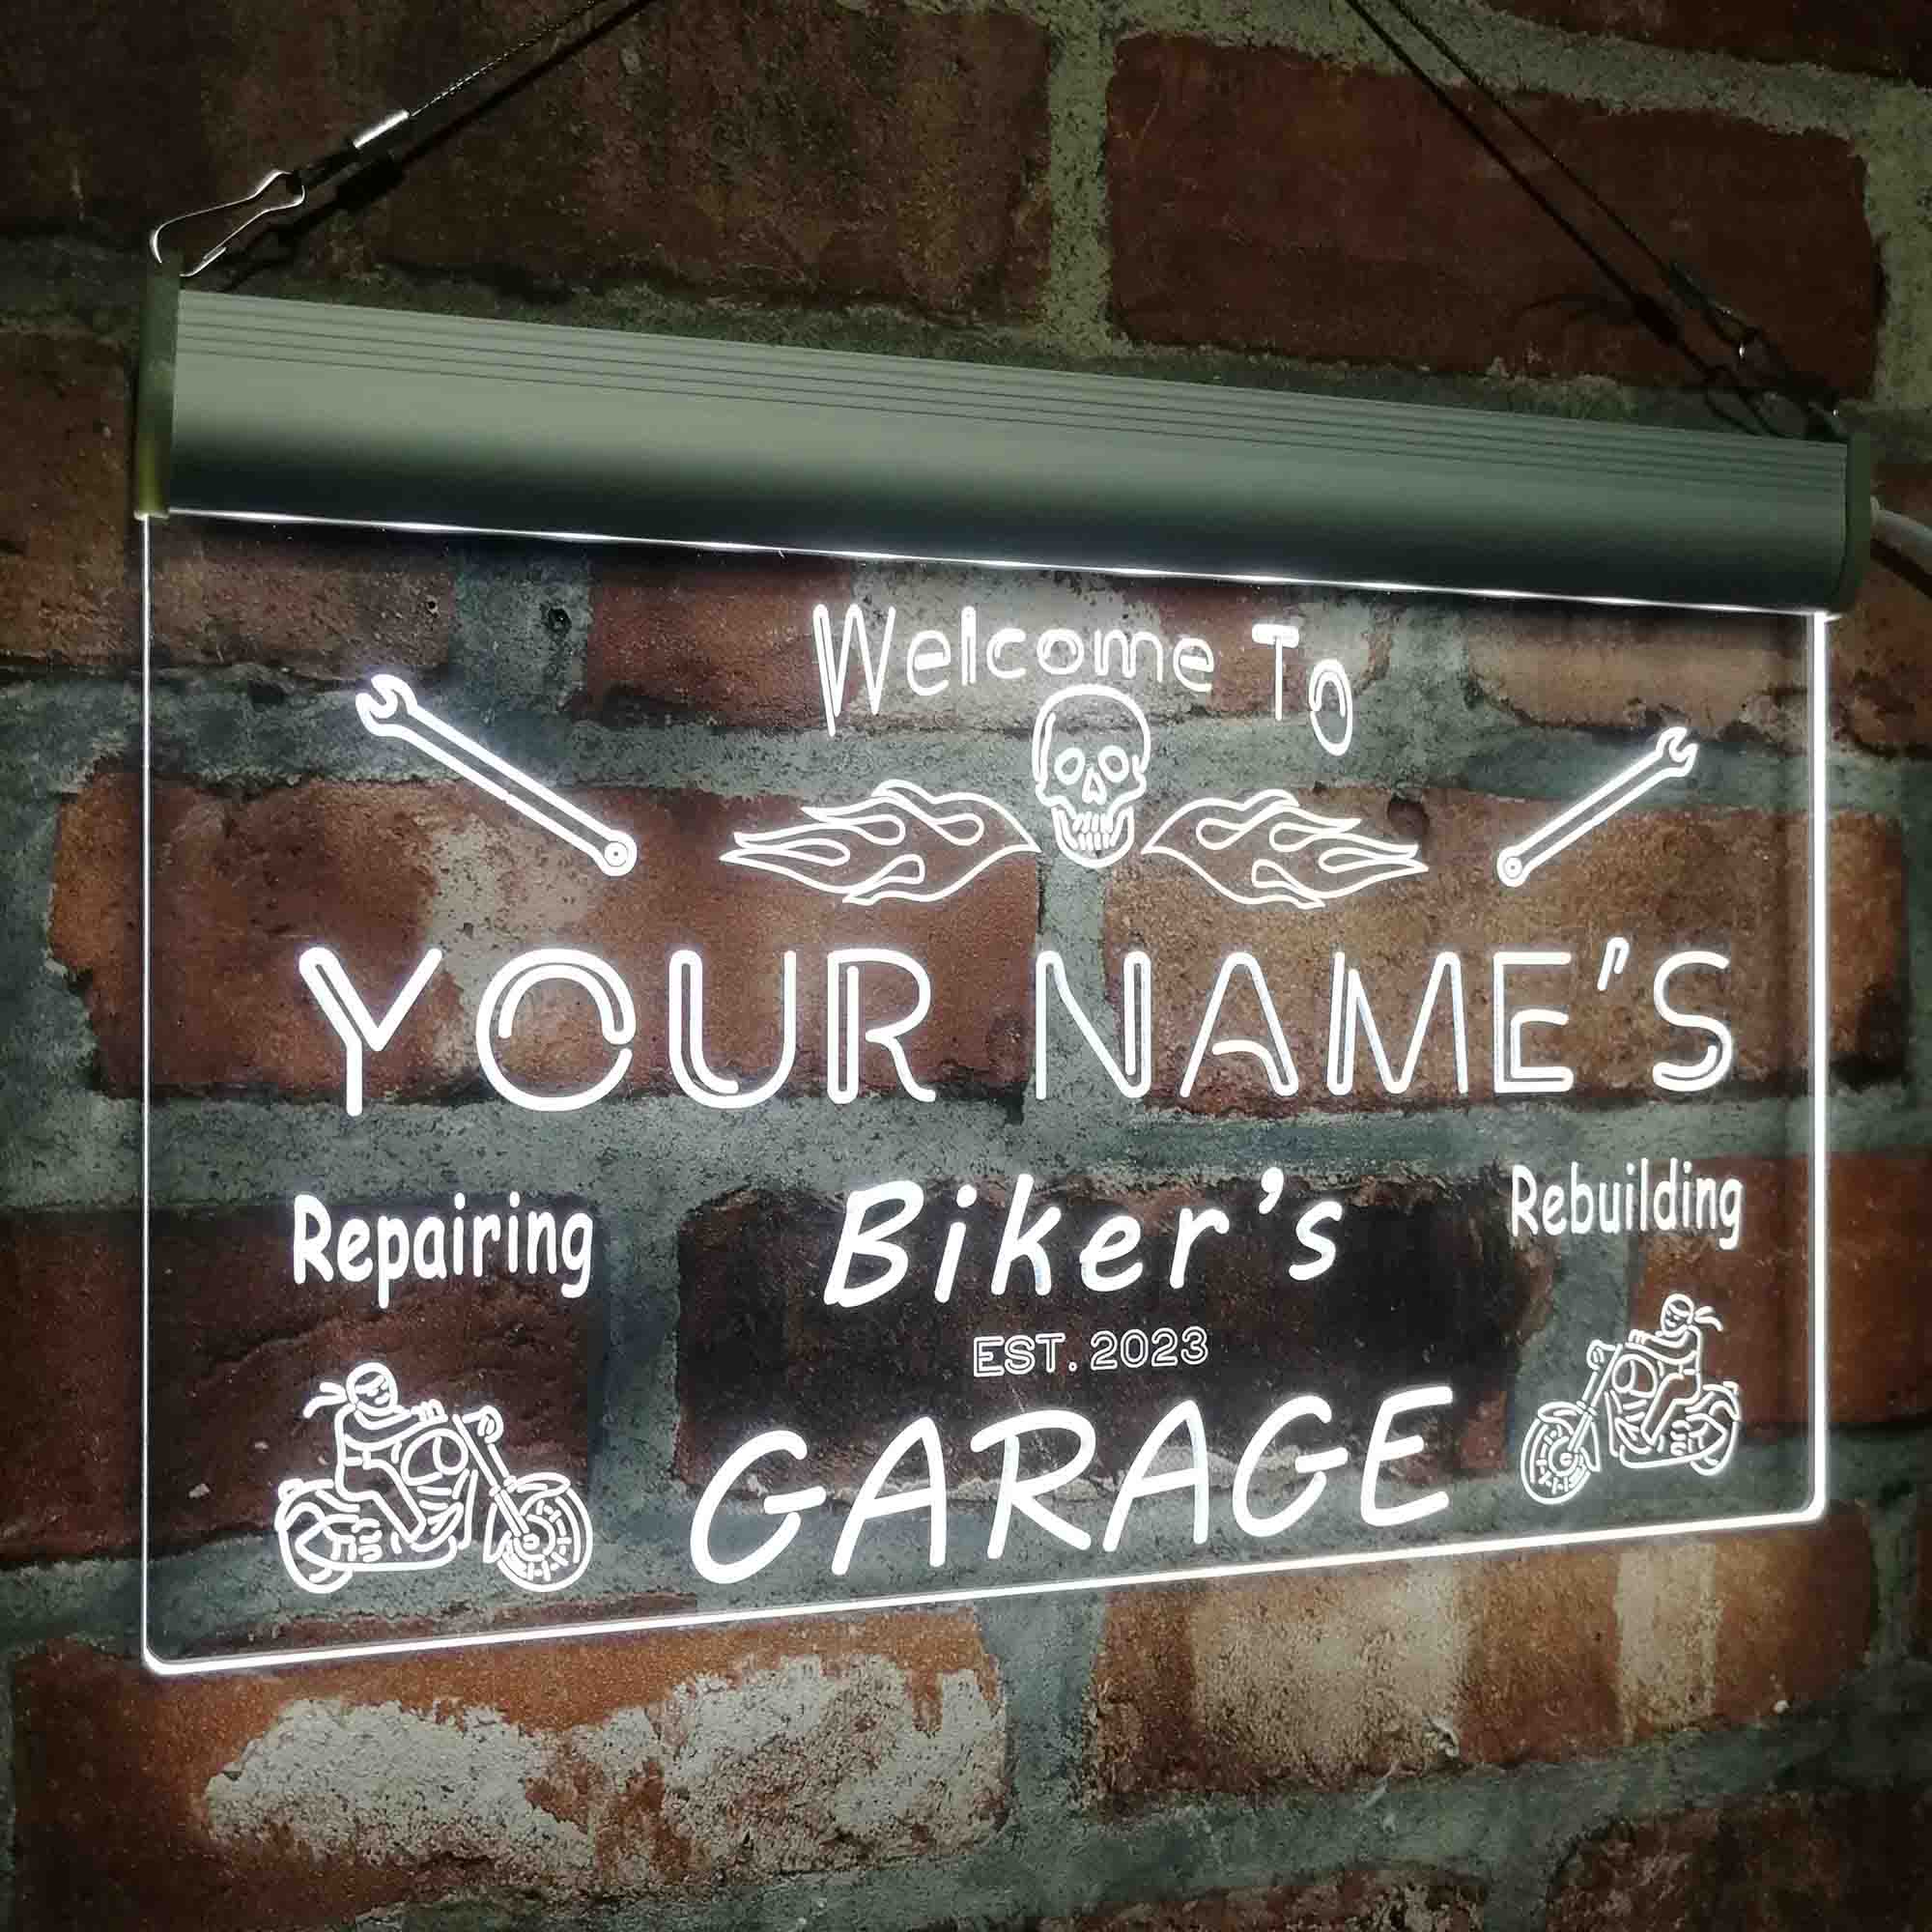 Welcome To
YOUR NAME'S
Repairing Biker's Rebuilding
EST. 2023
GARAGE